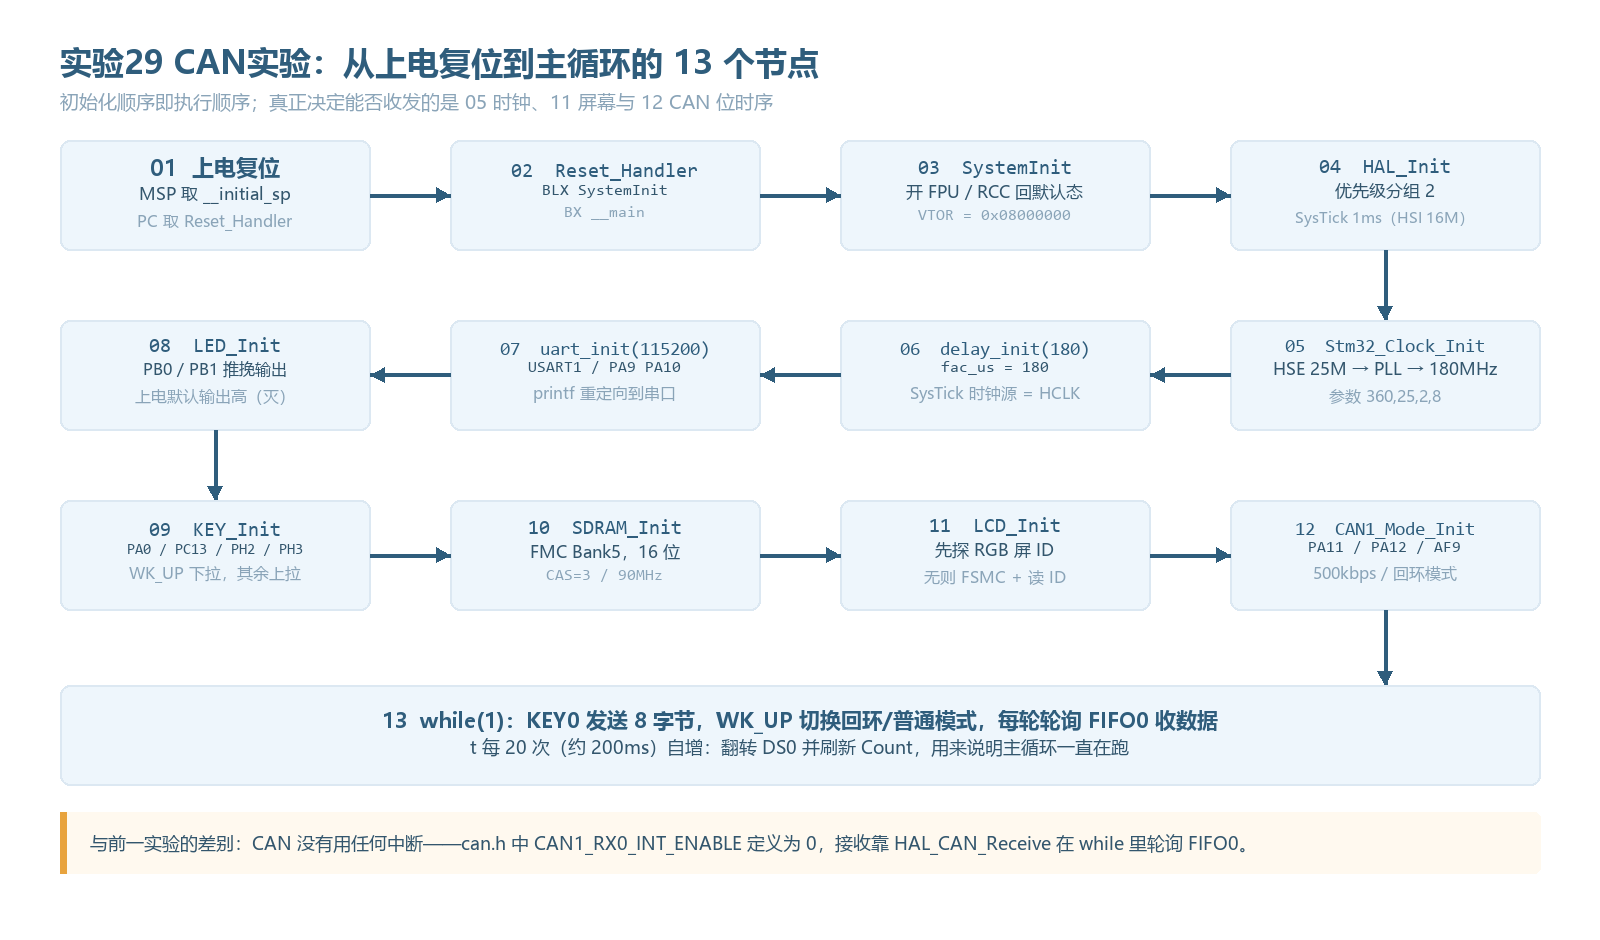 实验29 CAN实验：从上电复位到主循环的 13 个节点
初始化顺序即执行顺序；真正决定能否收发的是 05 时钟、11 屏幕与 12 CAN 位时序
01 上电复位
MSP 取 __initial_sp
PC 取 Reset_Handler
02 Reset_Handler
BLX SystemInit
BX __main
03 SystemInit
开 FPU / RCC 回默认态
VTOR = 0x08000000
04 HAL_Init
优先级分组 2
SysTick 1ms（HSI 16M）
05 Stm32_Clock_Init
HSE 25M → PLL → 180MHz
参数 360,25,2,8
06 delay_init(180)
fac_us = 180
SysTick 时钟源 = HCLK
07 uart_init(115200)
USART1 / PA9 PA10
printf 重定向到串口
08 LED_Init
PB0 / PB1 推挽输出
上电默认输出高（灭）
09 KEY_Init
PA0 / PC13 / PH2 / PH3
WK_UP 下拉，其余上拉
10 SDRAM_Init
FMC Bank5，16 位
CAS=3 / 90MHz
11 LCD_Init
先探 RGB 屏 ID
无则 FSMC + 读 ID
12 CAN1_Mode_Init
PA11 / PA12 / AF9
500kbps / 回环模式
13 while(1)：KEY0 发送 8 字节，WK_UP 切换回环/普通模式，每轮轮询 FIFO0 收数据
t 每 20 次（约 200ms）自增：翻转 DS0 并刷新 Count，用来说明主循环一直在跑
与前一实验的差别：CAN 没有用任何中断——can.h 中 CAN1_RX0_INT_ENABLE 定义为 0，接收靠 HAL_CAN_Receive 在 while 里轮询 FIFO0。